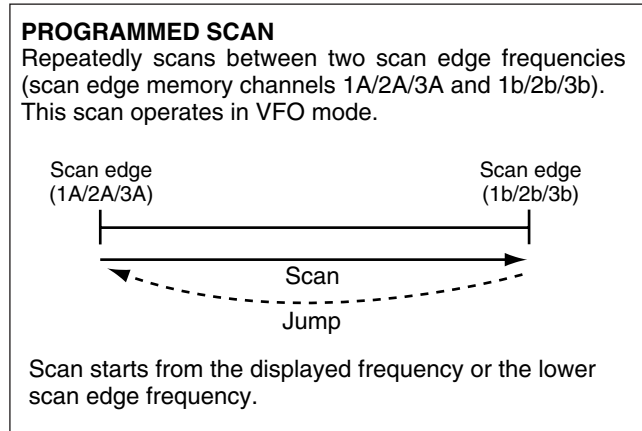 PROGRAMMED SCAN
Repeatedly scans between two scan edge frequencies
(scan edge memory channels 1A/2A/3A and 1b/2b/3b).
This scan operates in VFO mode.
Scan edge
(1A/2A/3A)
Scan edge
(1b/2b/3b)
Scan
Jump
Scan starts from the displayed frequency or the lower
scan edge frequency.